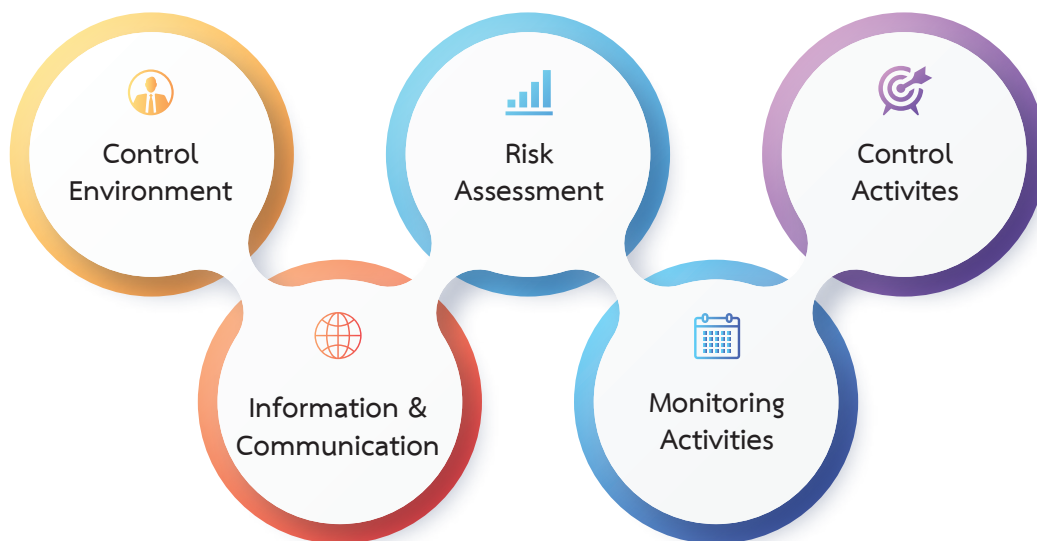 Control
Environment
Risk
Assessment
Control
Activites
Information &
Communication
Monitoring
Activities